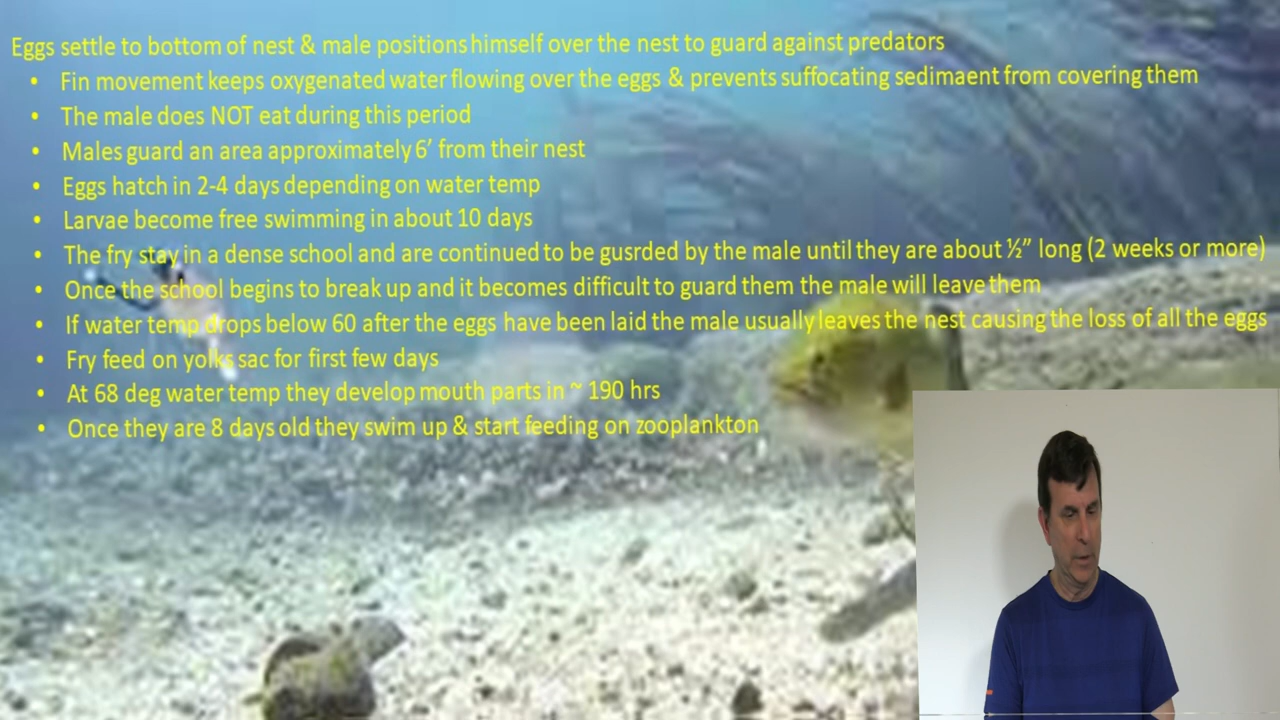 Eggs settle to bottom of nest & male positions himself over the nest to guard against predators
• Fin movement keeps oxygenated water flowing over the eggs & prevents suffocating sedimaent from covering them
• The male does NOT eat during this period
• Males guard an area approximately 6’ from their nest
• Eggs hatch in 2-4 days depending on water temp
• Larvae become free swimming in about 10 days
• The fry stay in a dense school and are continued to be gusrded by the male until they are about ½” long (2 weeks or more)
• Once the school begins to break up and it becomes difficult to guard them the male will leave them
• If water temp drops below 60 after the eggs have been laid the male usually leaves the nest causing the loss of all the eggs
• Fry feed on yolks sac for first few days
• At 68 deg water temp they develop mouth parts in ~ 190 hrs
• Once they are 8 days old they swim up & start feeding on zooplankton